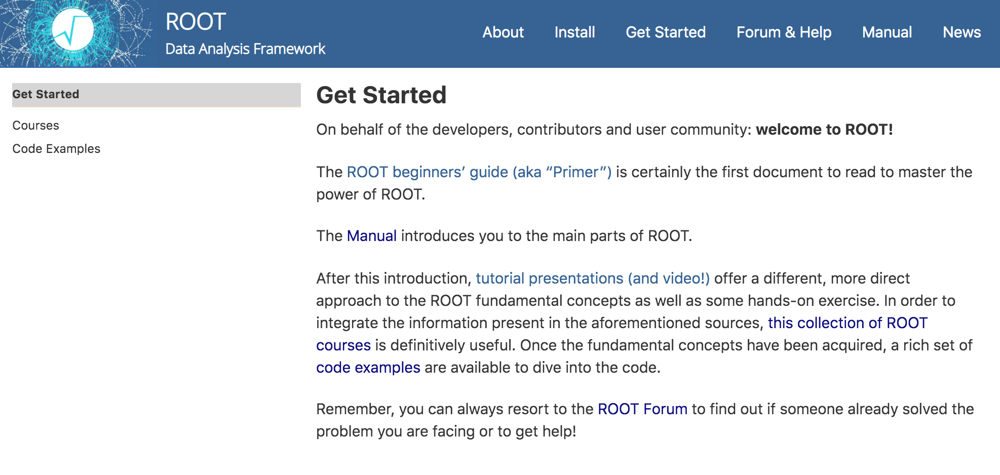 ROOT
Data Analysis Framework
About Install Get Started Forum & Help Manual News
Get Started
Courses
Code Examples
Get Started
On behalf of the developers, contributors and user community: welcome to ROOT!
The ROOT beginners’ guide (aka “Primer”) is certainly the first document to read to master the
power of ROOT.
The Manual introduces you to the main parts of ROOT.
After this introduction, tutorial presentations (and video!) offer a different, more direct
approach to the ROOT fundamental concepts as well as some hands-on exercise. In order to
integrate the information present in the aforementioned sources, this collection of ROOT
courses is definitively useful. Once the fundamental concepts have been acquired, a rich set of
code examples are available to dive into the code.
Remember, you can always resort to the ROOT Forum to find out if someone already solved the
problem you are facing or to get help!